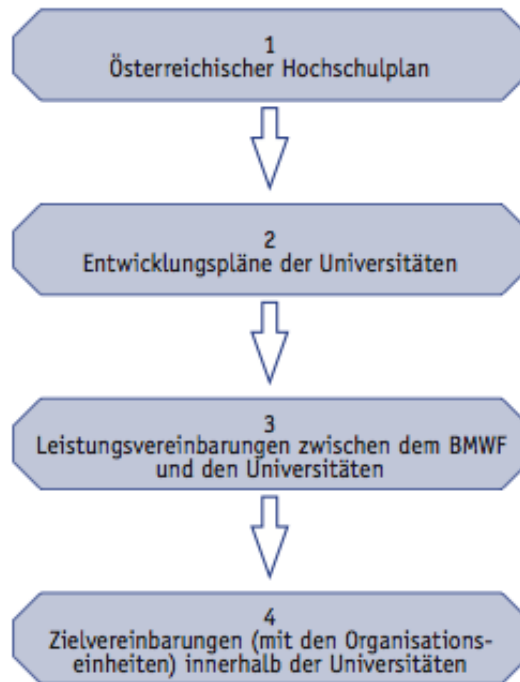 1
Österreichischer Hochschulplan
2
Entwicklungspläne der Universitäten
3
Leistungsvereinbarungen zwischen dem BMWF
und den Universitäten
4
Zielvereinbarungen (mit den Organisations-
einheiten) innerhalb der Universitäten